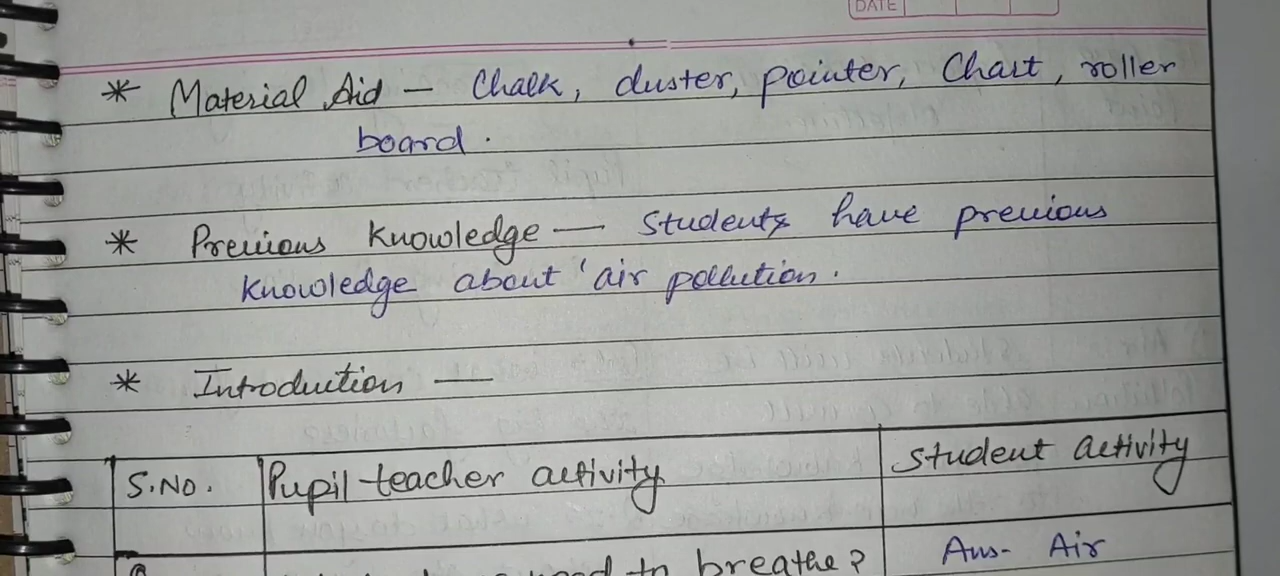 DATE
* Material Aid - Chalk, duster, pointer, Chart, roller
board.
* Previous Knowledge - Students have previous
knowledge about 'air pollution.
* Introduction -
S.No. Pupil-teacher activity Student activity
to breathe? Ans- Air